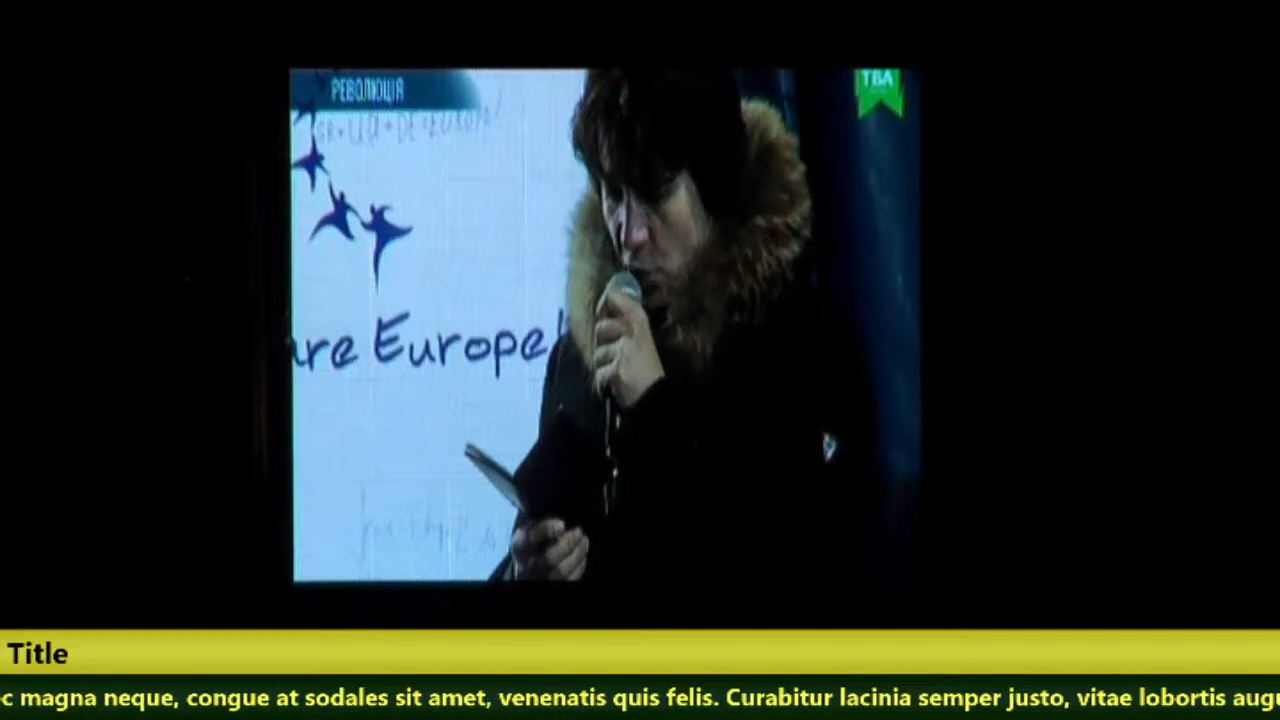 РЕВОЛЮЦІЯ
ТВА
are Europe!
Title
c magna neque, congue at sodales sit amet, venenatis quis felis. Curabitur lacinia semper justo, vitae lobortis augu